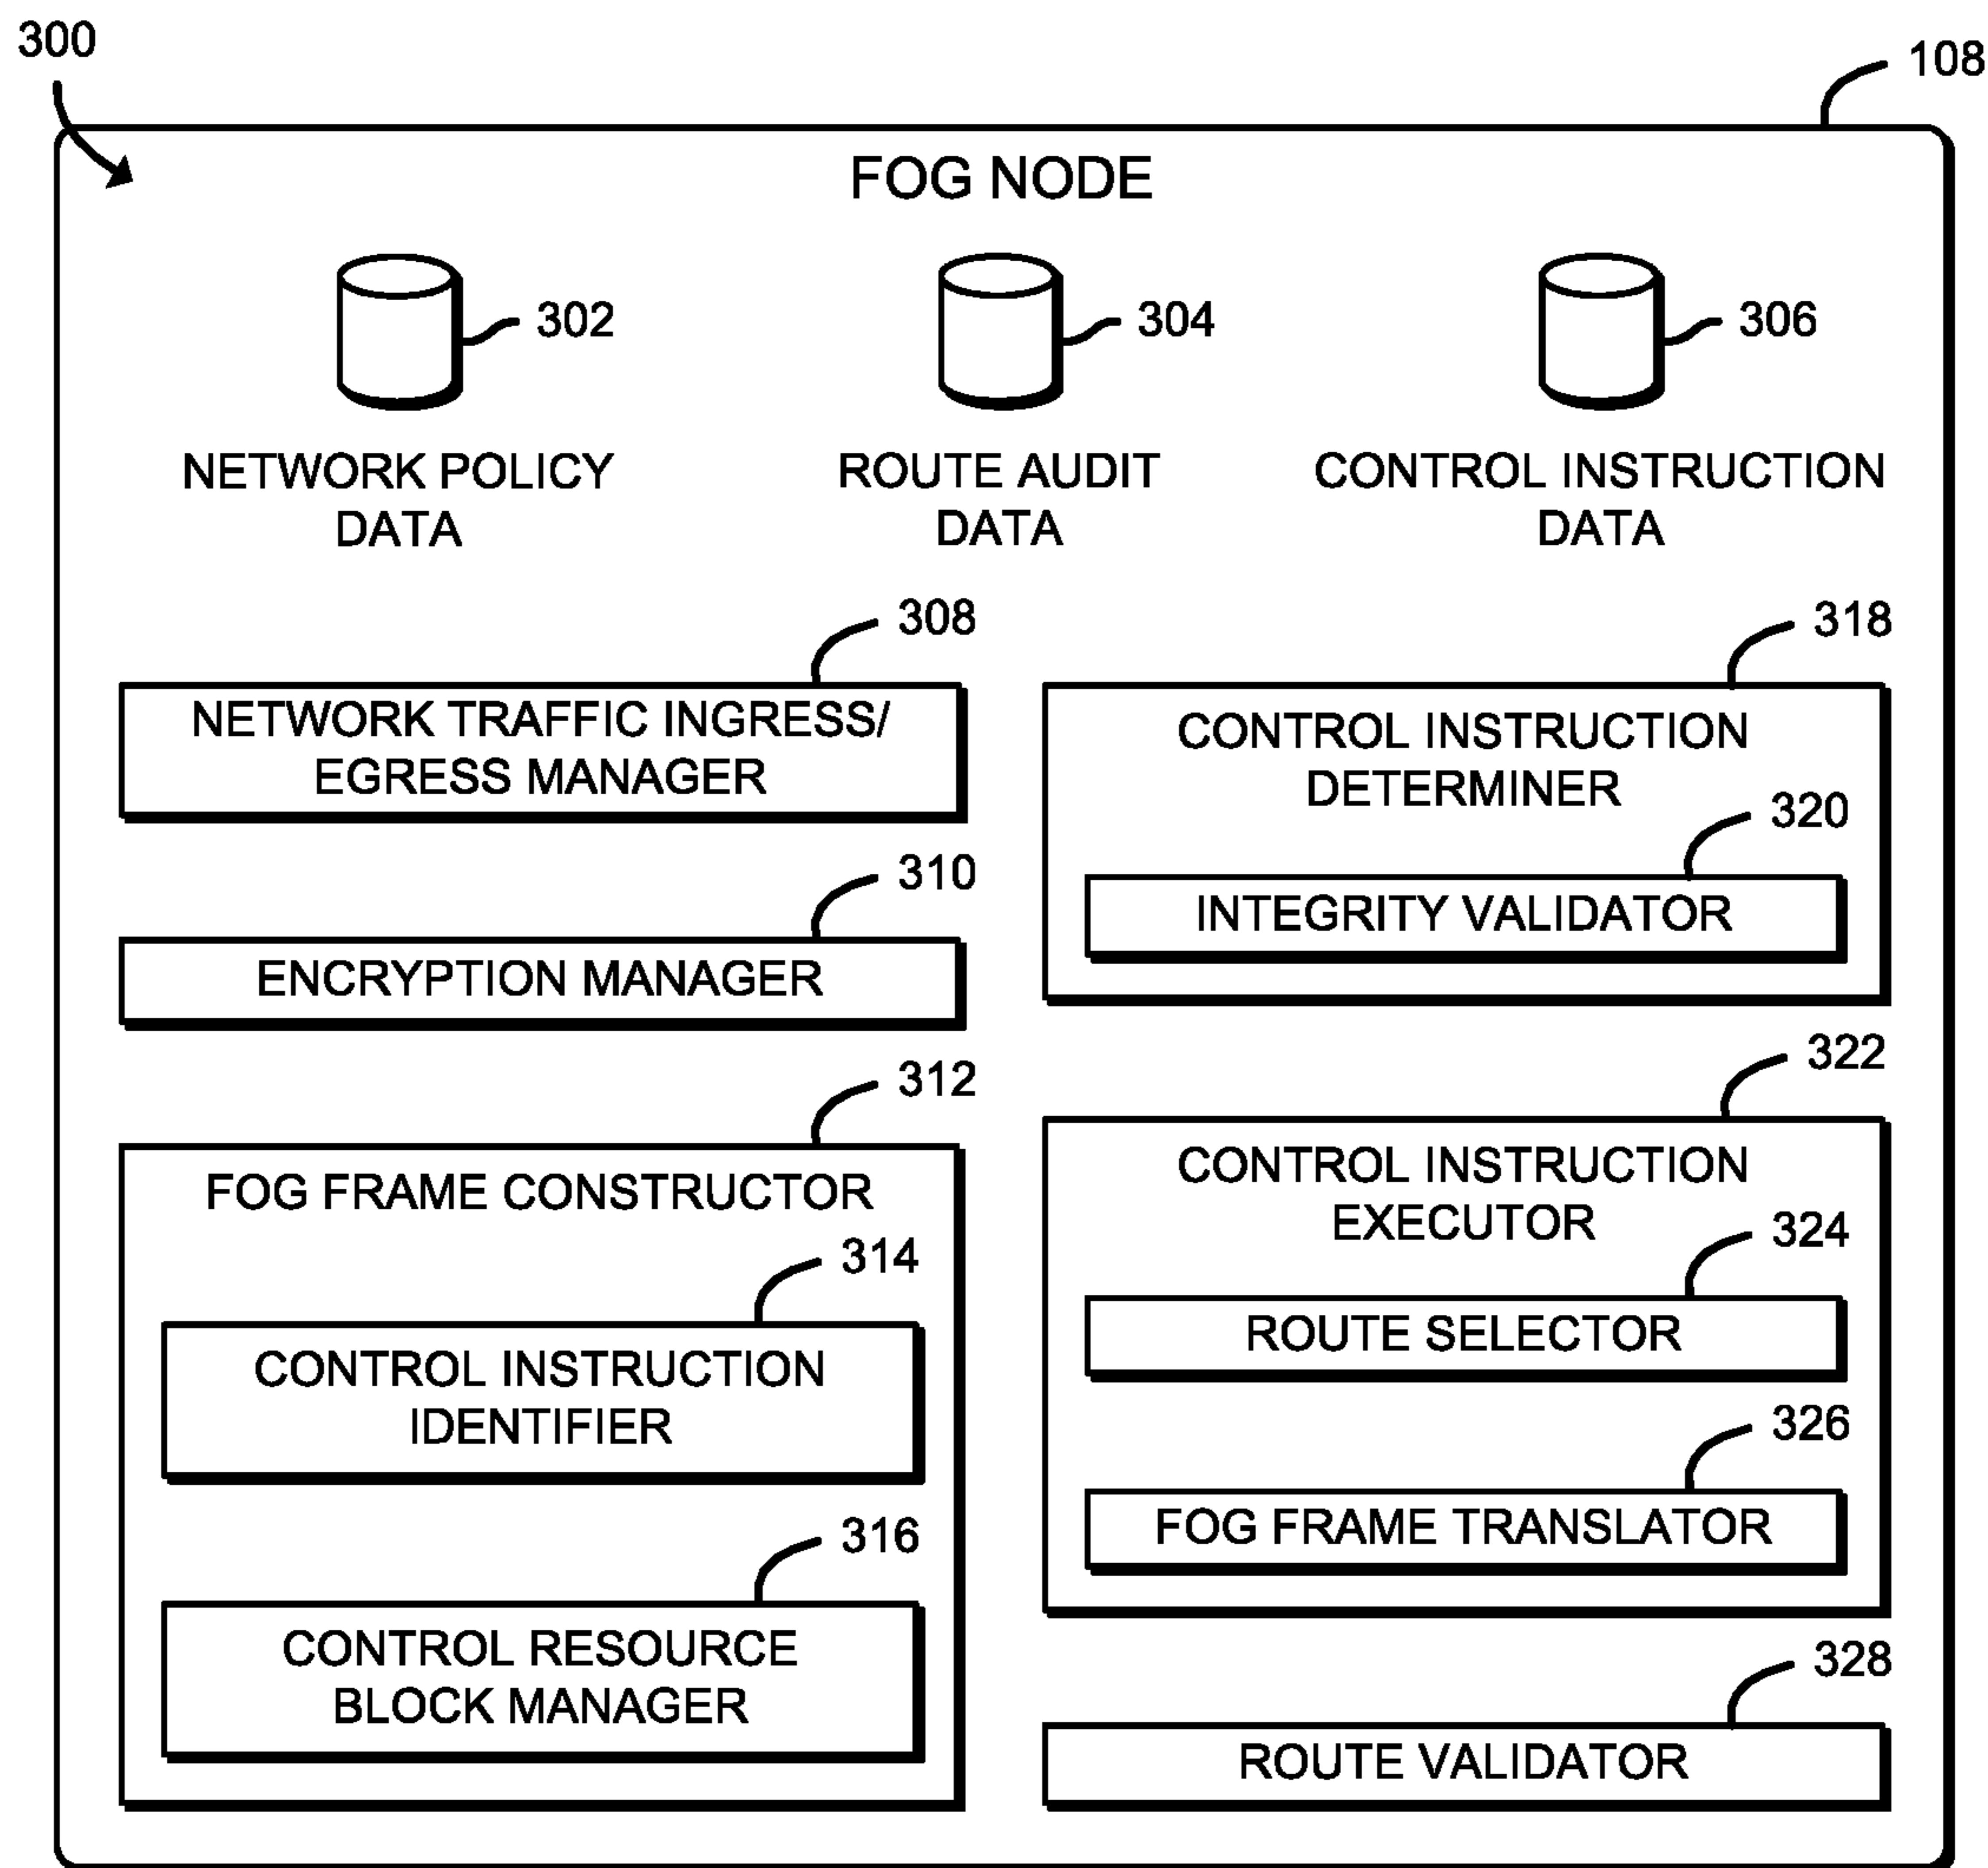 300
108
FOG NODE
302
304
306
NETWORK POLICY
DATA
ROUTE AUDIT
DATA
CONTROL INSTRUCTION
DATA
308
NETWORK TRAFFIC INGRESS/
EGRESS MANAGER
310
ENCRYPTION MANAGER
312
FOG FRAME CONSTRUCTOR
314
CONTROL INSTRUCTION
IDENTIFIER
316
CONTROL RESOURCE
BLOCK MANAGER
318
CONTROL INSTRUCTION
DETERMINER
320
INTEGRITY VALIDATOR
322
CONTROL INSTRUCTION
EXECUTOR
324
ROUTE SELECTOR
326
FOG FRAME TRANSLATOR
328
ROUTE VALIDATOR